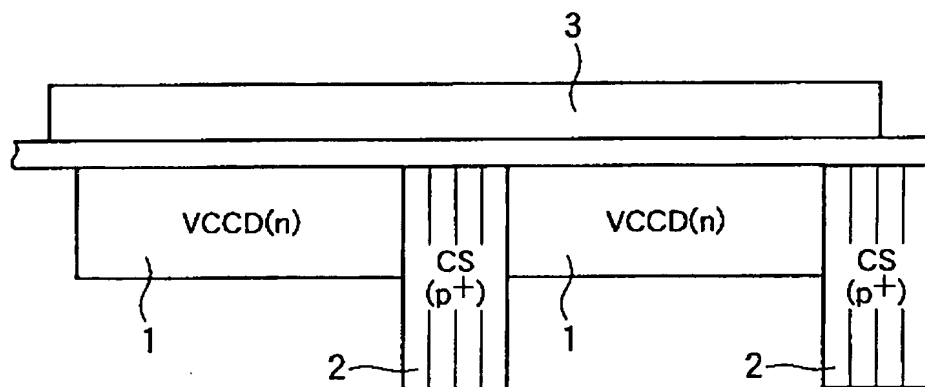 3
VCCD(n)
CS
(p+)
VCCD(n)
CS
(p+)
1
2
1
2